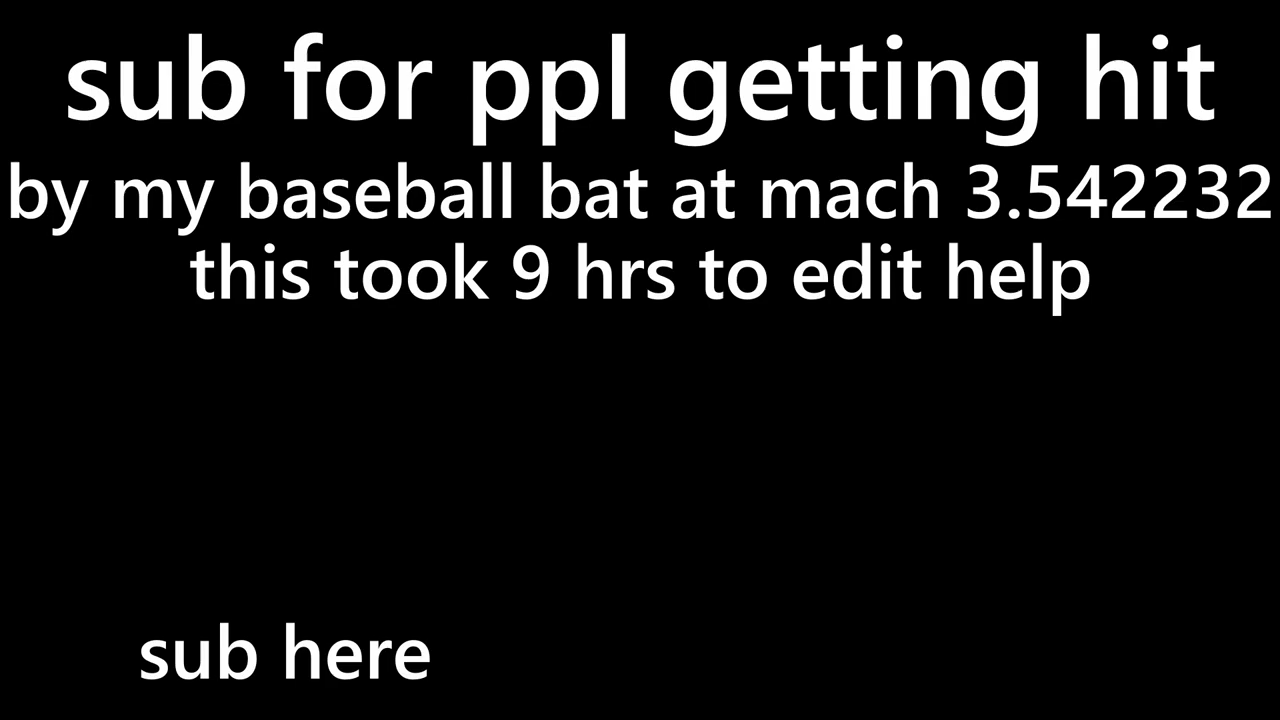 sub for ppl getting hit
by my baseball bat at mach 3.542232
this took 9 hrs to edit help
sub here